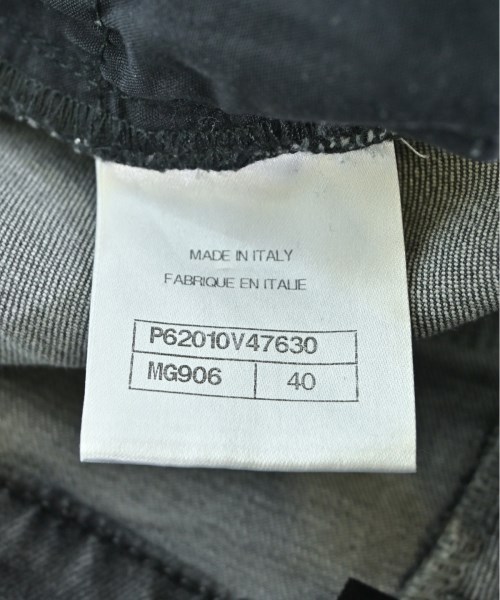 MADE IN ITALY
FABRIQUE EN ITALIE
P62010V47630
MG906 40